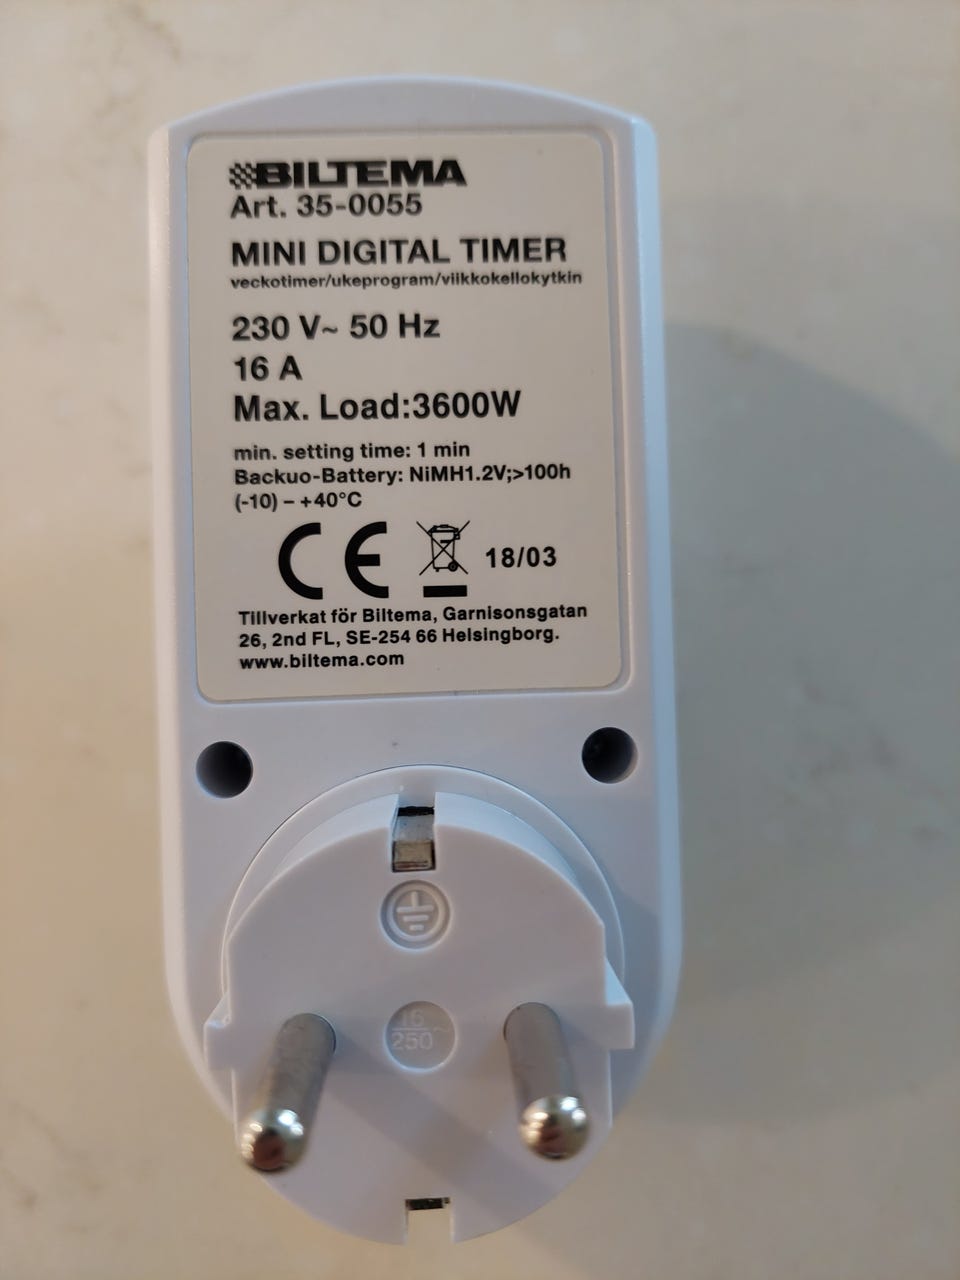 BILTEMA
Art. 35-0055
MINI DIGITAL TIMER
veckotimer/ukeprogram/viikkokellokytkin
230 V~ 50 Hz
16 A
Max. Load:3600W
min. setting time: 1 min
Backuo-Battery: NiMH1.2V;>100h
(-10) – +40°C
CE 18/03
Tillverkat för Biltema, Garnisonsgatan
26, 2nd FL, SE-254 66 Helsingborg.
www.biltema.com
16
250~